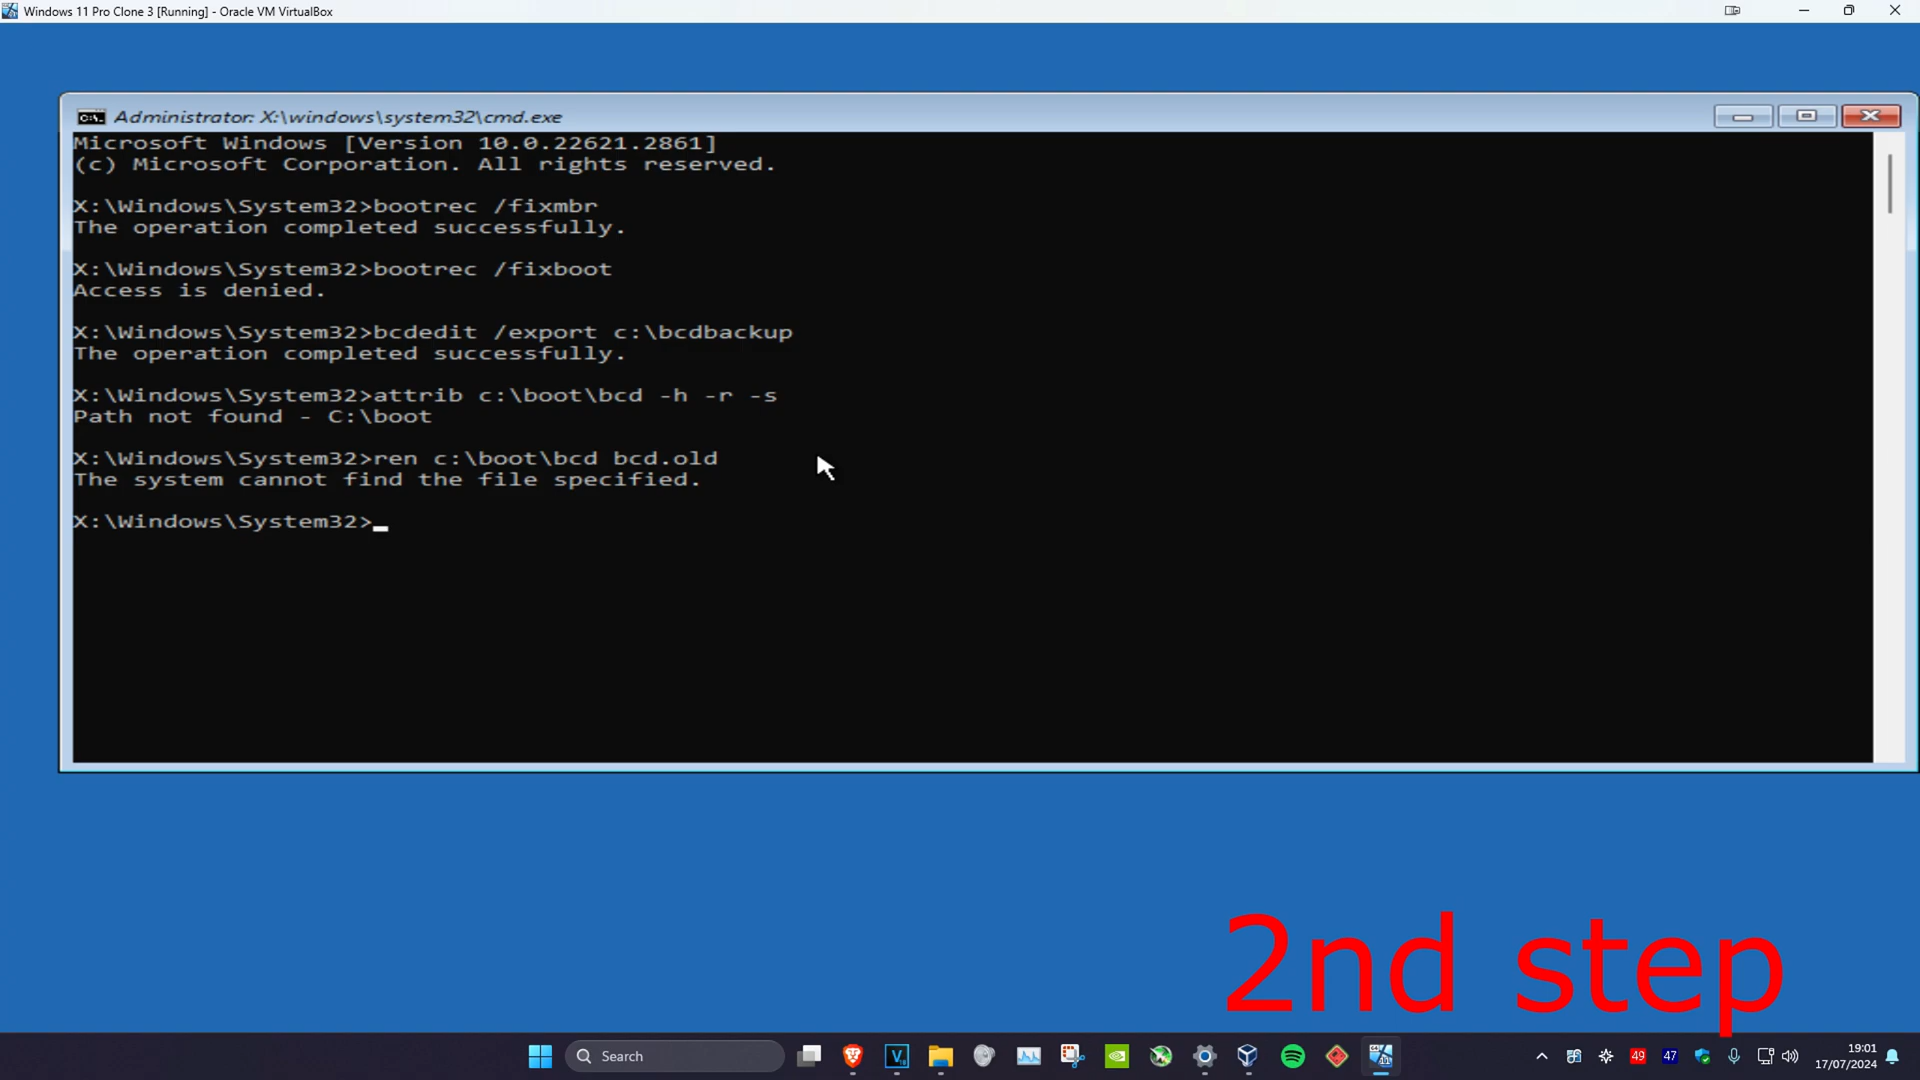 Windows 11 Pro Clone 3 [Running] - Oracle VM VirtualBox
Administrator: X:\windows\system32\cmd.exe
Microsoft Windows [Version 10.0.22621.2861]
(c) Microsoft Corporation. All rights reserved.
X:\Windows\System32>bootrec /fixmbr
The operation completed successfully.
X:\Windows\System32>bootrec /fixboot
Access is denied.
X:\Windows\System32>bcdedit /export c:\bcdbackup
The operation completed successfully.
X:\Windows\System32>attrib c:\boot\bcd -h -r -s
Path not found - C:\boot
X:\Windows\System32>ren c:\boot\bcd bcd.old
The system cannot find the file specified.
X:\Windows\System32>_
2nd step
Search
49
47
19:01
17/07/2024